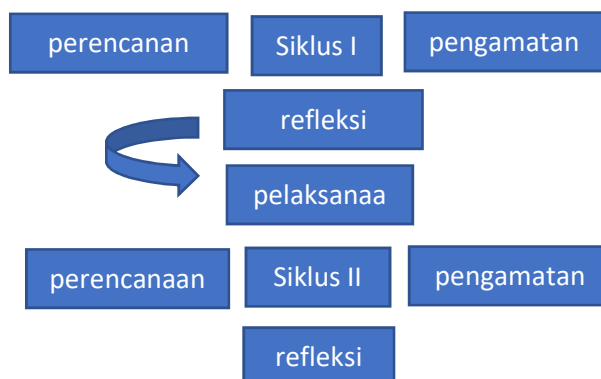 perencanan
Siklus I
pengamatan
refleksi
pelaksanaa
perencanaan
Siklus II
pengamatan
refleksi